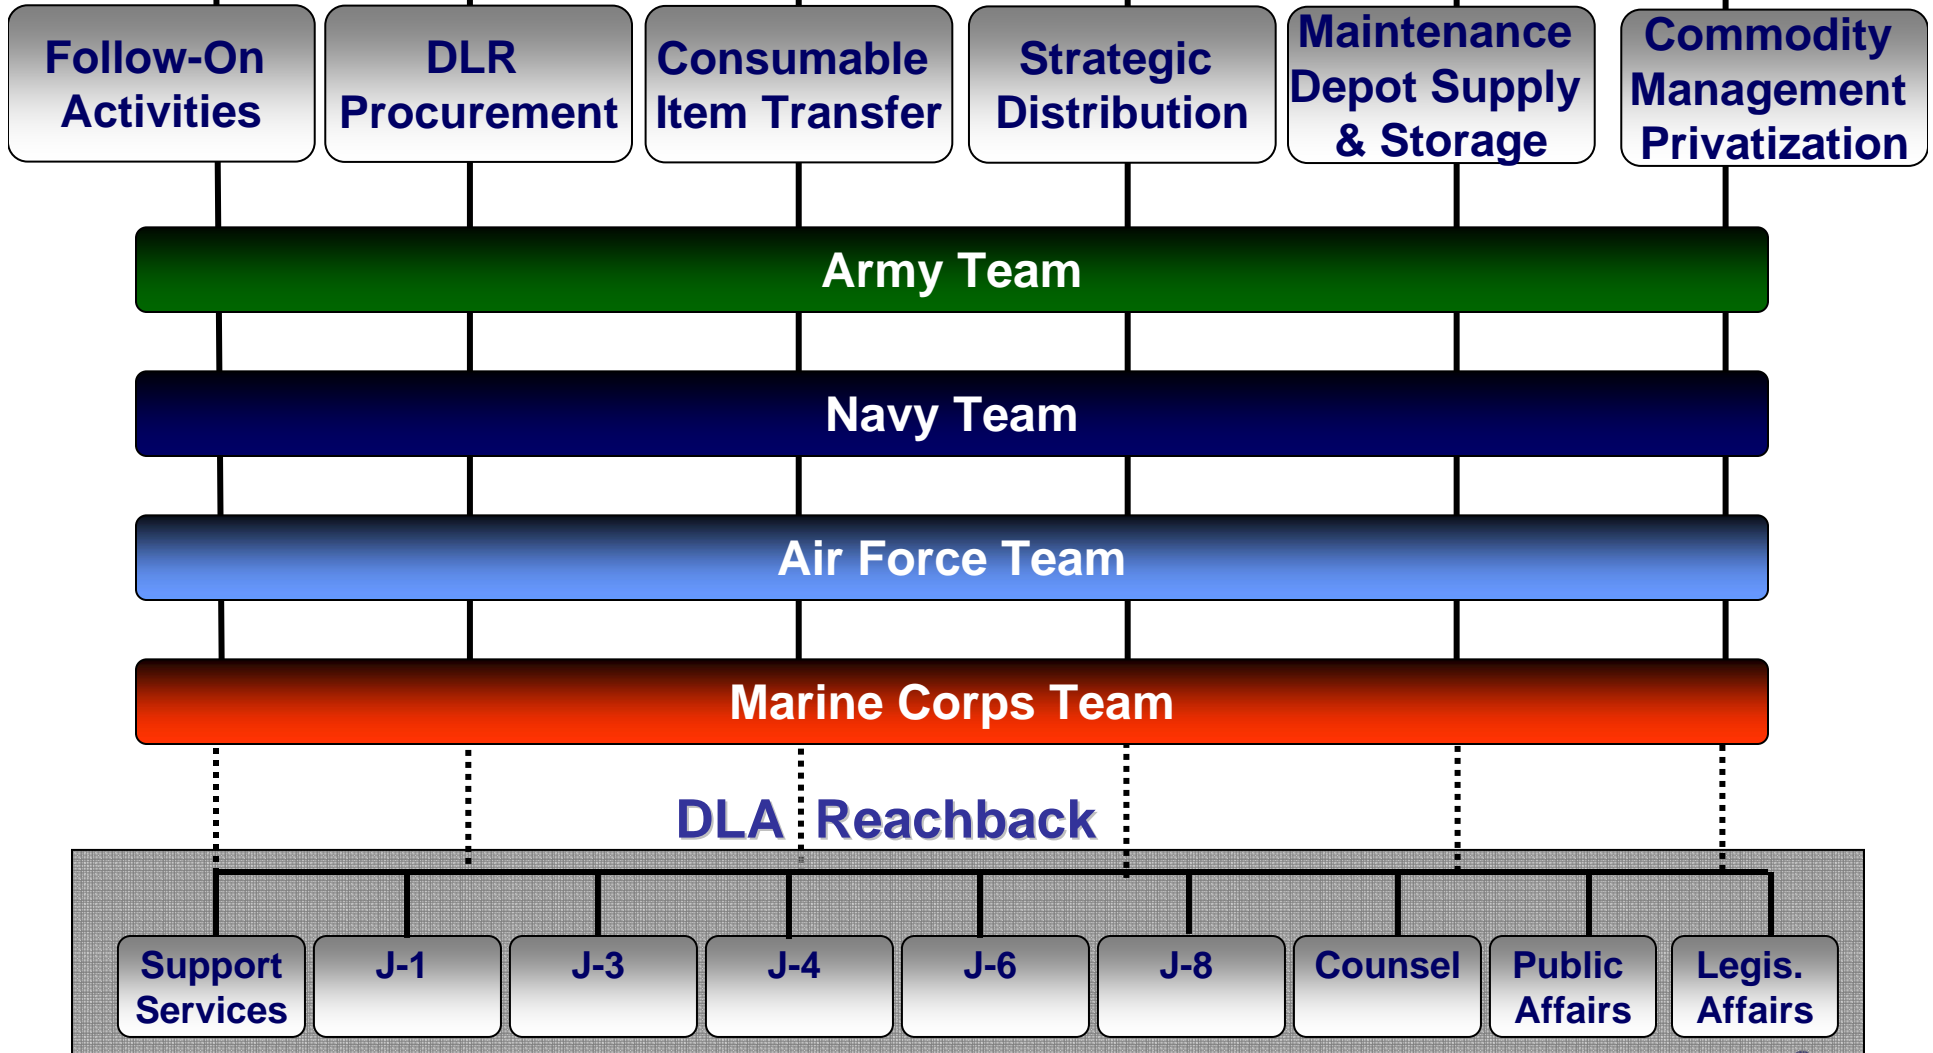 Follow-On
Activities
DLR
Procurement
Consumable
Item Transfer
Strategic
Distribution
Maintenance
Depot Supply
& Storage
Commodity
Management
Privatization
Army Team
Navy Team
Air Force Team
Marine Corps Team
DLA Reachback
Support
Services
J-1
J-3
J-4
J-6
J-8
Counsel
Public
Affairs
Legis.
Affairs